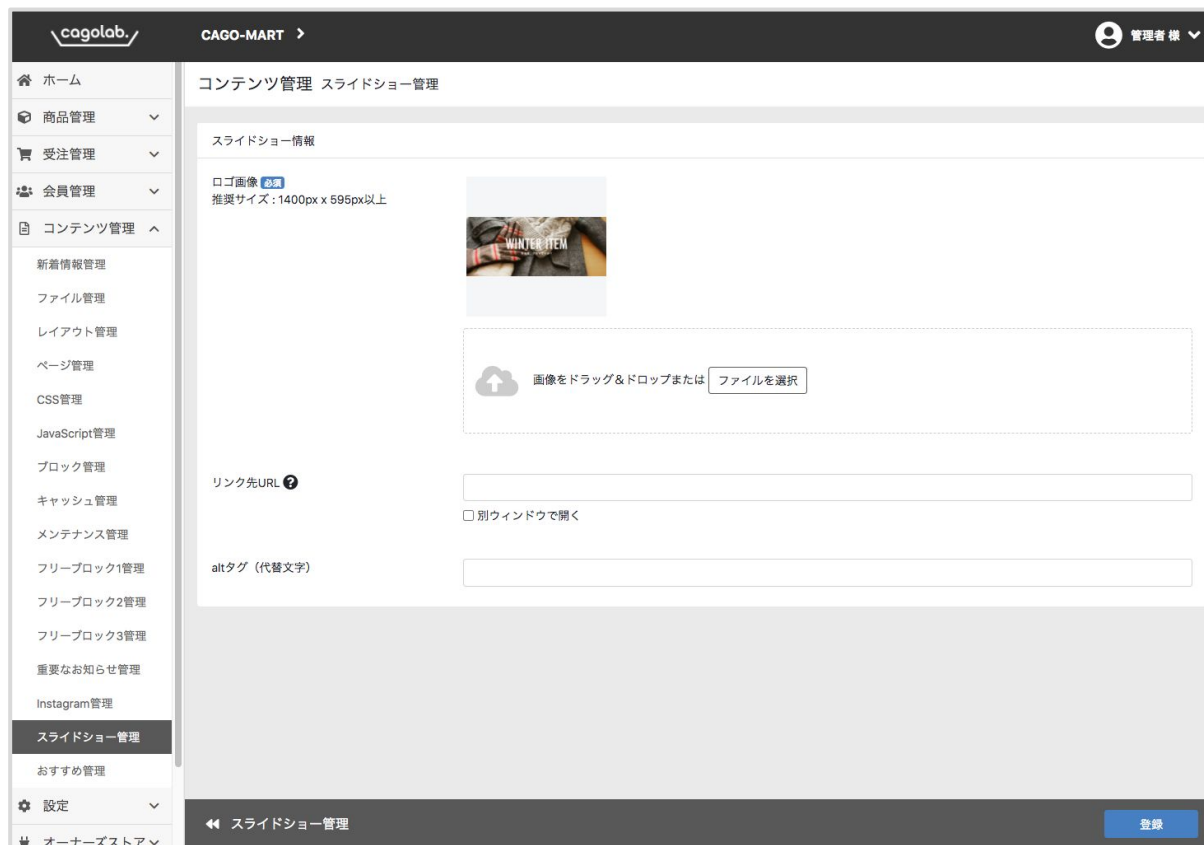 cagolab.
CAGO-MART
管理者 様
ホーム
商品管理
受注管理
会員管理
コンテンツ管理
新着情報管理
ファイル管理
レイアウト管理
ページ管理
CSS管理
JavaScript管理
ブロック管理
キャッシュ管理
メンテナンス管理
フリーブロック1管理
フリーブロック2管理
フリーブロック3管理
重要なお知らせ管理
Instagram管理
スライドショー管理
おすすめ管理
設定
オーナーズストア
コンテンツ管理 スライドショー管理
スライドショー情報
ロゴ画像 必須
推奨サイズ : 1400px x 595px以上
WINTER ITEM
画像をドラッグ&ドロップまたは ファイルを選択
リンク先URL ?
別ウィンドウで開く
altタグ（代替文字）
スライドショー管理
登録